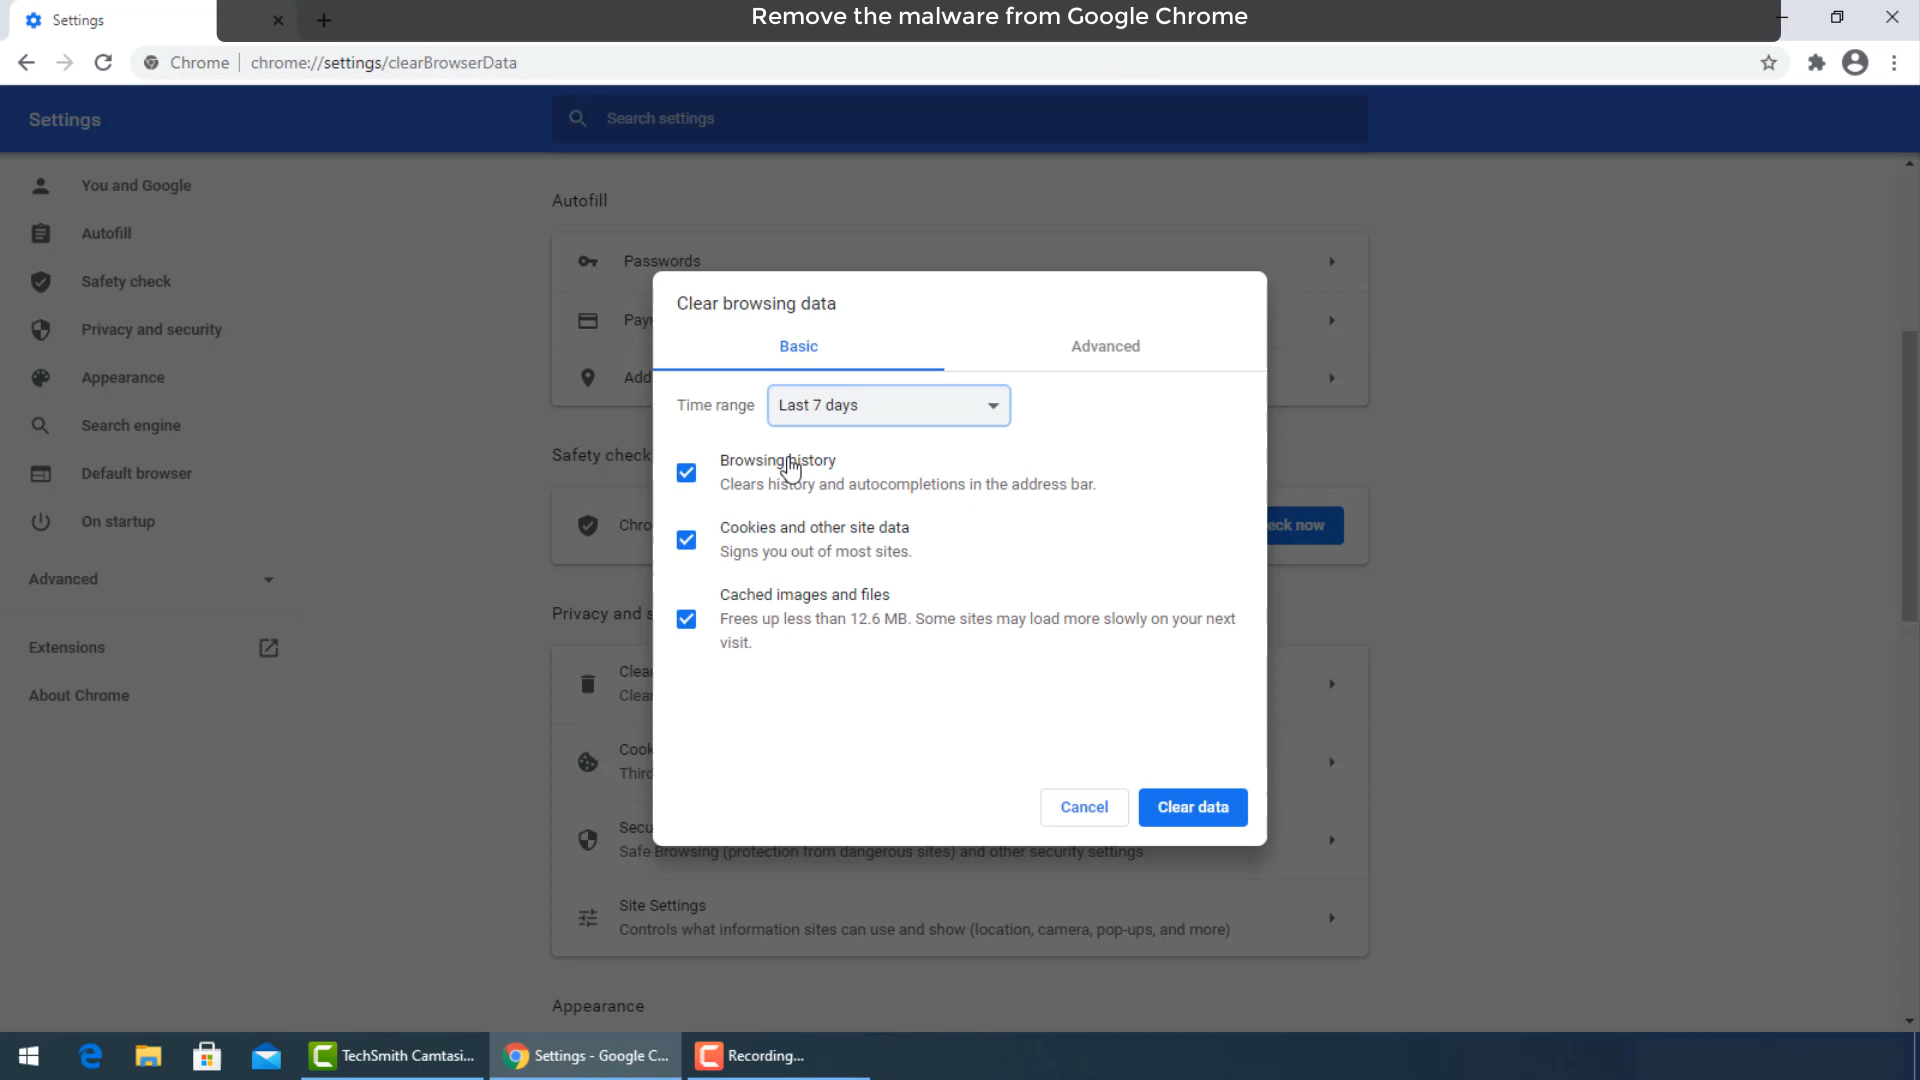 Settings
Remove the malware from Google Chrome
Chrome
chrome://settings/clearBrowserData
Settings
Search settings
You and Google
Autofill
Safety check
Privacy and security
Appearance
Search engine
Default browser
On startup
Advanced
Extensions
About Chrome
Autofill
Passwords
Pay
Add
Safety check
Chro
eck now
Privacy and s
Clea
Clea
Cook
Third
Secu
Safe Browsing (protection from dangerous sites) and other security settings
Site Settings
Controls what information sites can use and show (location, camera, pop-ups, and more)
Appearance
Clear browsing data
Basic
Advanced
Time range
Last 7 days
Browsing history
Clears history and autocompletions in the address bar.
Cookies and other site data
Signs you out of most sites.
Cached images and files
Frees up less than 12.6 MB. Some sites may load more slowly on your next
visit.
Cancel
Clear data
TechSmith Camtasi...
Settings - Google C...
Recording...